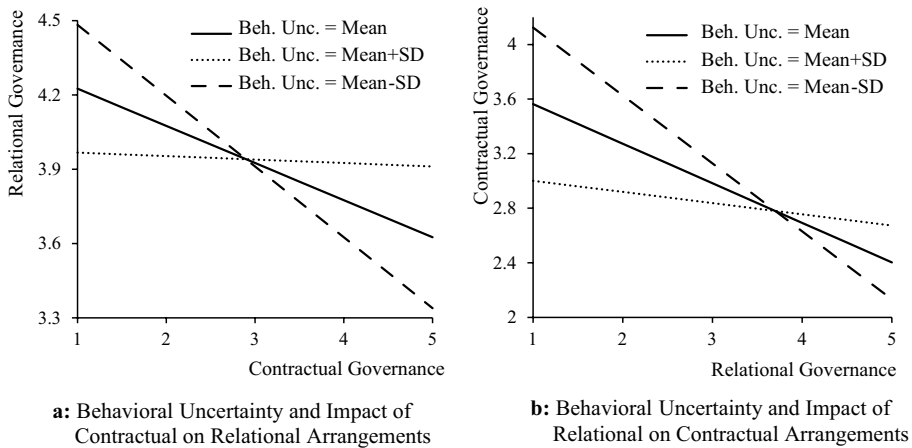 4.5
4.2
3.9
3.6
3.3
1
2
3
4
5
Relational Governance
Beh. Unc. = Mean
Beh. Unc. = Mean+SD
Beh. Unc. = Mean-SD
Contractual Governance
a: Behavioral Uncertainty and Impact of
Contractual on Relational Arrangements
4
3.6
3.2
2.8
2.4
2
1
2
3
4
5
Contractual Governance
Beh. Unc. = Mean
Beh. Unc. = Mean+SD
Beh. Unc. = Mean-SD
Relational Governance
b: Behavioral Uncertainty and Impact of
Relational on Contractual Arrangements